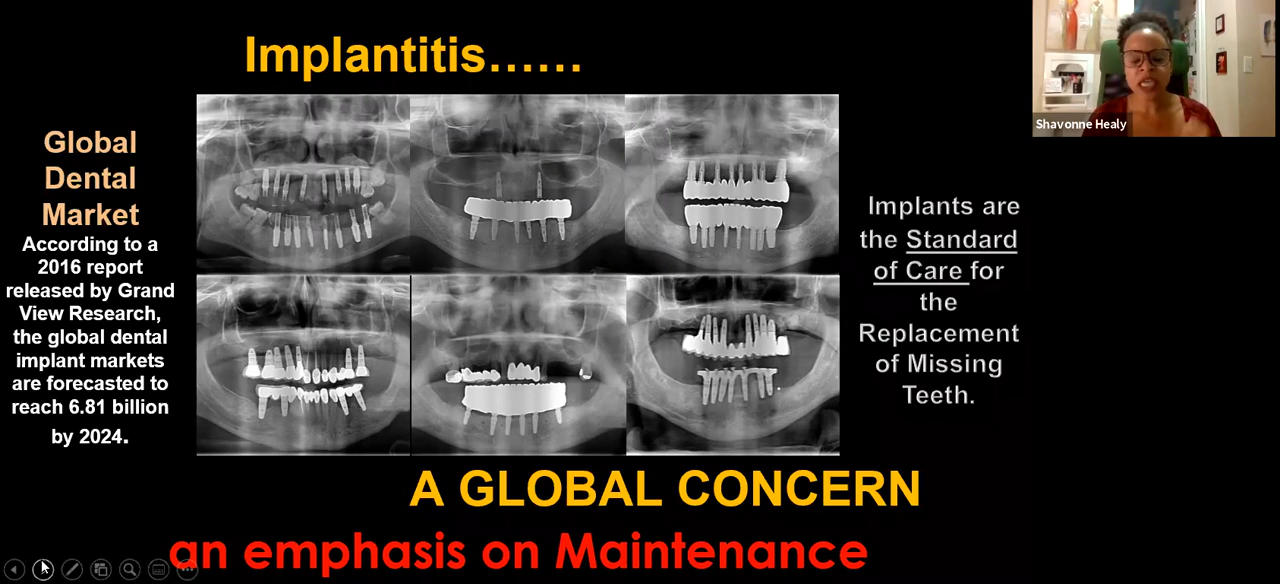 Implantitis......
Shavonne Healy
Global
Dental
Market
According to a
2016 report
released by Grand
View Research,
the global dental
implant markets
are forecasted to
reach 6.81 billion
by 2024.
Implants are
the Standard
of Care for
the
Replacement
of Missing
Teeth.
A GLOBAL CONCERN
an emphasis on Maintenance